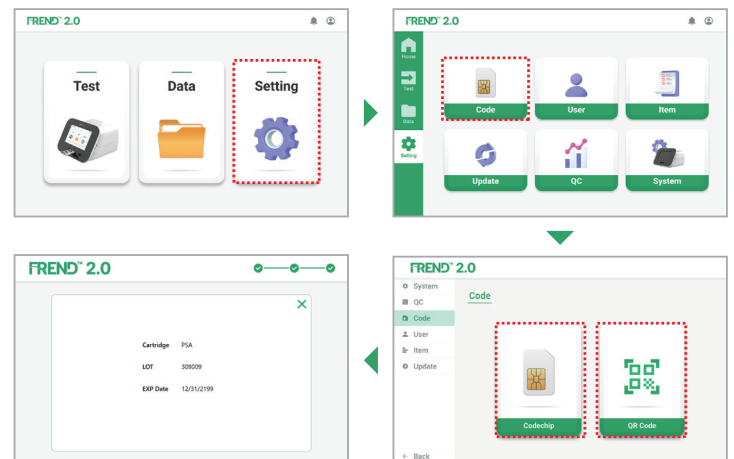 FREND™ 2.0
Test
Data
Setting
FREND™ 2.0
Home
Test
Data
Setting
Code
User
Item
Update
QC
System
FREND™ 2.0
System
QC
Code
User
Item
Update
Back
Code
Codechip
QR Code
FREND™ 2.0
Cartridge PSA
LOT 309009
EXP Date 12/31/2199